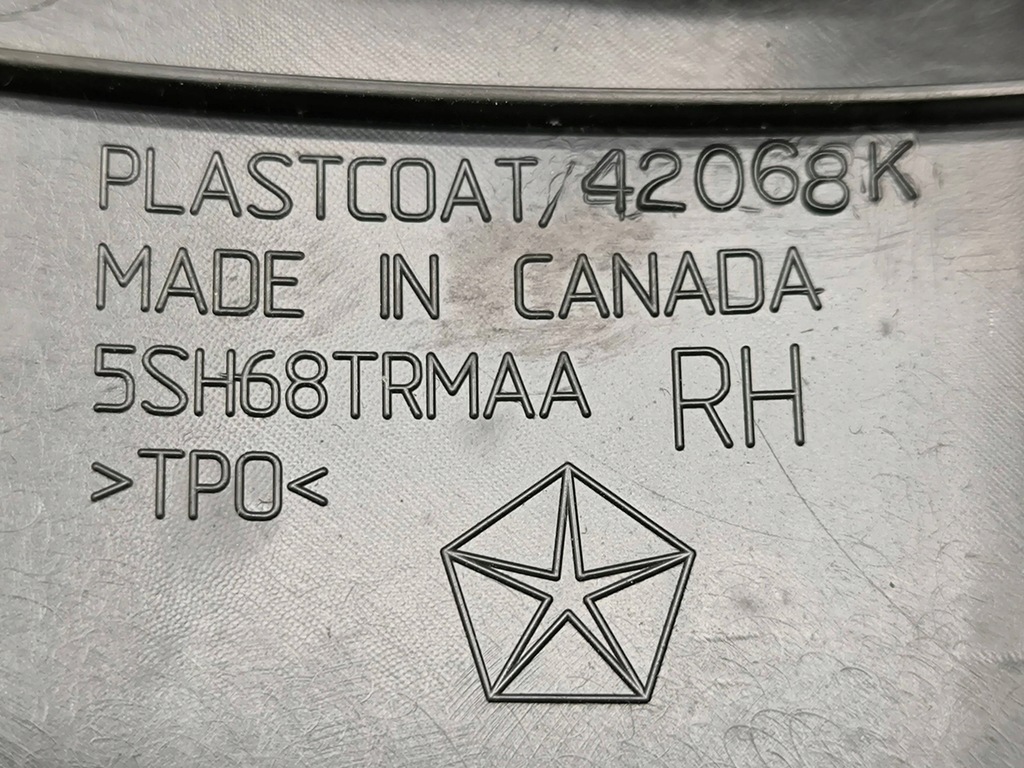 PLASTCOAT/42068K
MADE IN CANADA
5SH68TRMAA RH
>TPO<